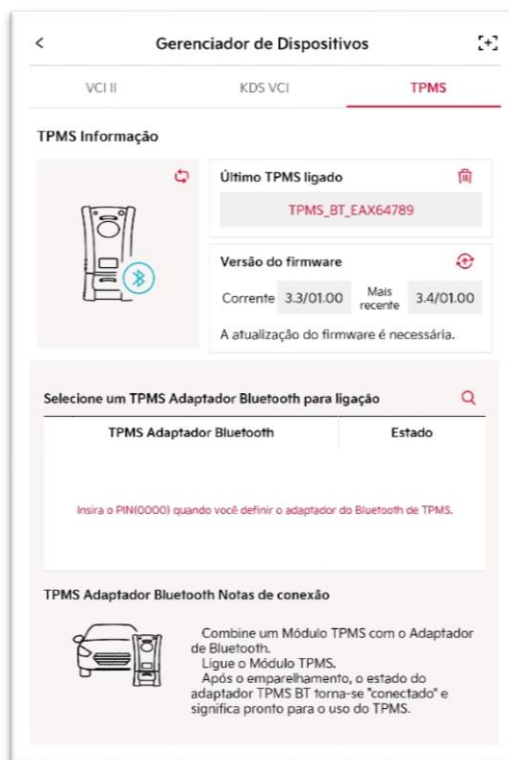 Gerenciador de Dispositivos
VCI II KDS VCI TPMS
TPMS Informação
Último TPMS ligado
TPMS_BT_EAX64789
Versão do firmware
Corrente 3.3/01.00 Mais recente 3.4/01.00
A atualização do firmware é necessária.
Selecione um TPMS Adaptador Bluetooth para ligação
TPMS Adaptador Bluetooth Estado
Insira o PIN(0000) quando você definir o adaptador do Bluetooth de TPMS.
TPMS Adaptador Bluetooth Notas de conexão
Combine um Módulo TPMS com o Adaptador
de Bluetooth.
Ligue o Módulo TPMS.
Após o emparelhamento, o estado do
adaptador TPMS BT torna-se "conectado" e
significa pronto para o uso do TPMS.